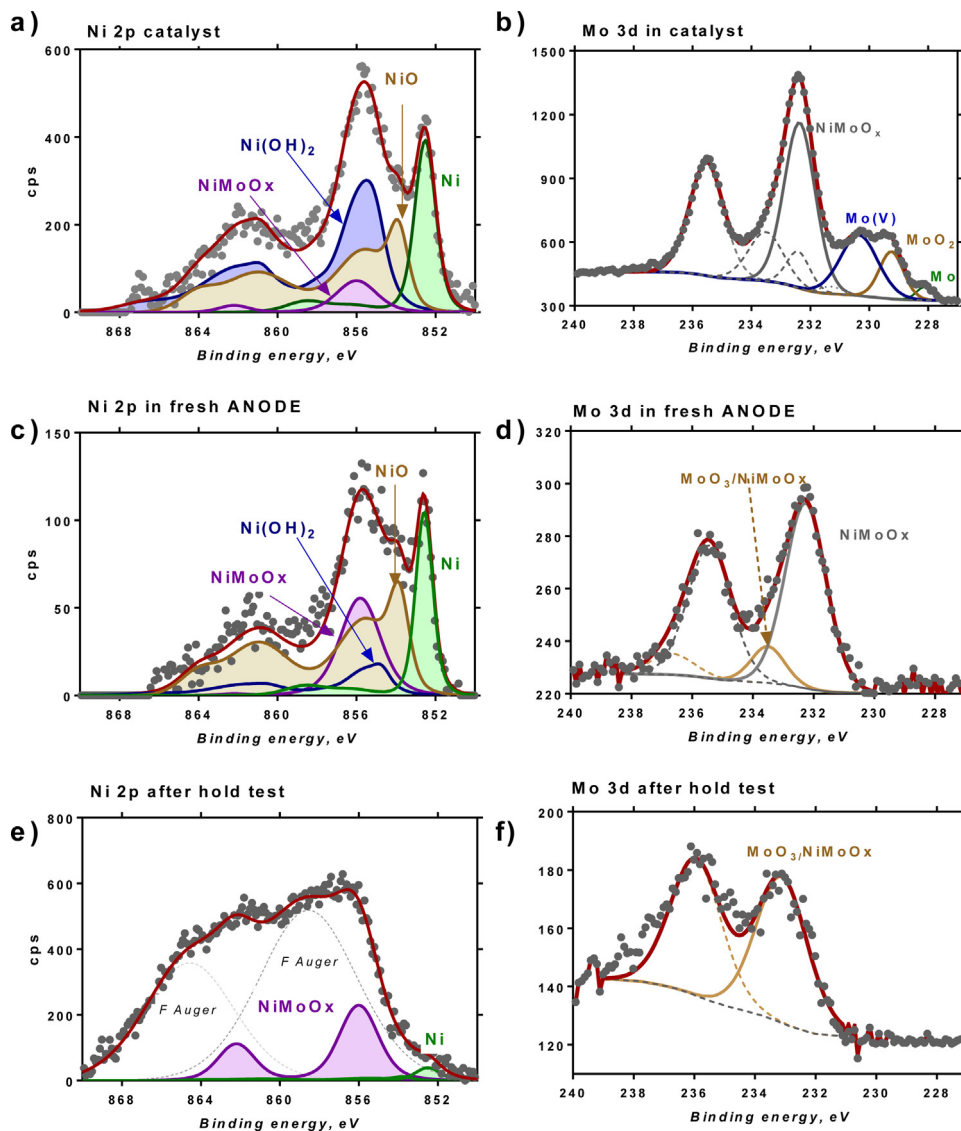 a)
Ni 2p catalyst
600
400
200
0
cps
NiO
Ni(OH)2
NiMoOx
Ni
868
864
860
856
852
Binding energy, eV
b)
Mo 3d in catalyst
1500
1200
900
600
300
NiMoOx
Mo(V)
MoO2
Mo
240
238
236
234
232
230
228
Binding energy, eV
c)
Ni 2p in fresh ANODE
150
100
50
0
cps
NiO
Ni(OH)2
NiMoOx
Ni
868
864
860
856
852
Binding energy, eV
d)
Mo 3d in fresh ANODE
320
300
280
260
240
220
MoO3/NiMoOx
NiMoOx
240
238
236
234
232
230
228
Binding energy, eV
e)
Ni 2p after hold test
800
600
400
200
0
cps
F Auger
F Auger
NiMoOx
Ni
868
864
860
856
852
Binding energy, eV
f)
Mo 3d after hold test
200
180
160
140
120
MoO3/NiMoOx
240
238
236
234
232
230
228
Binding energy, eV